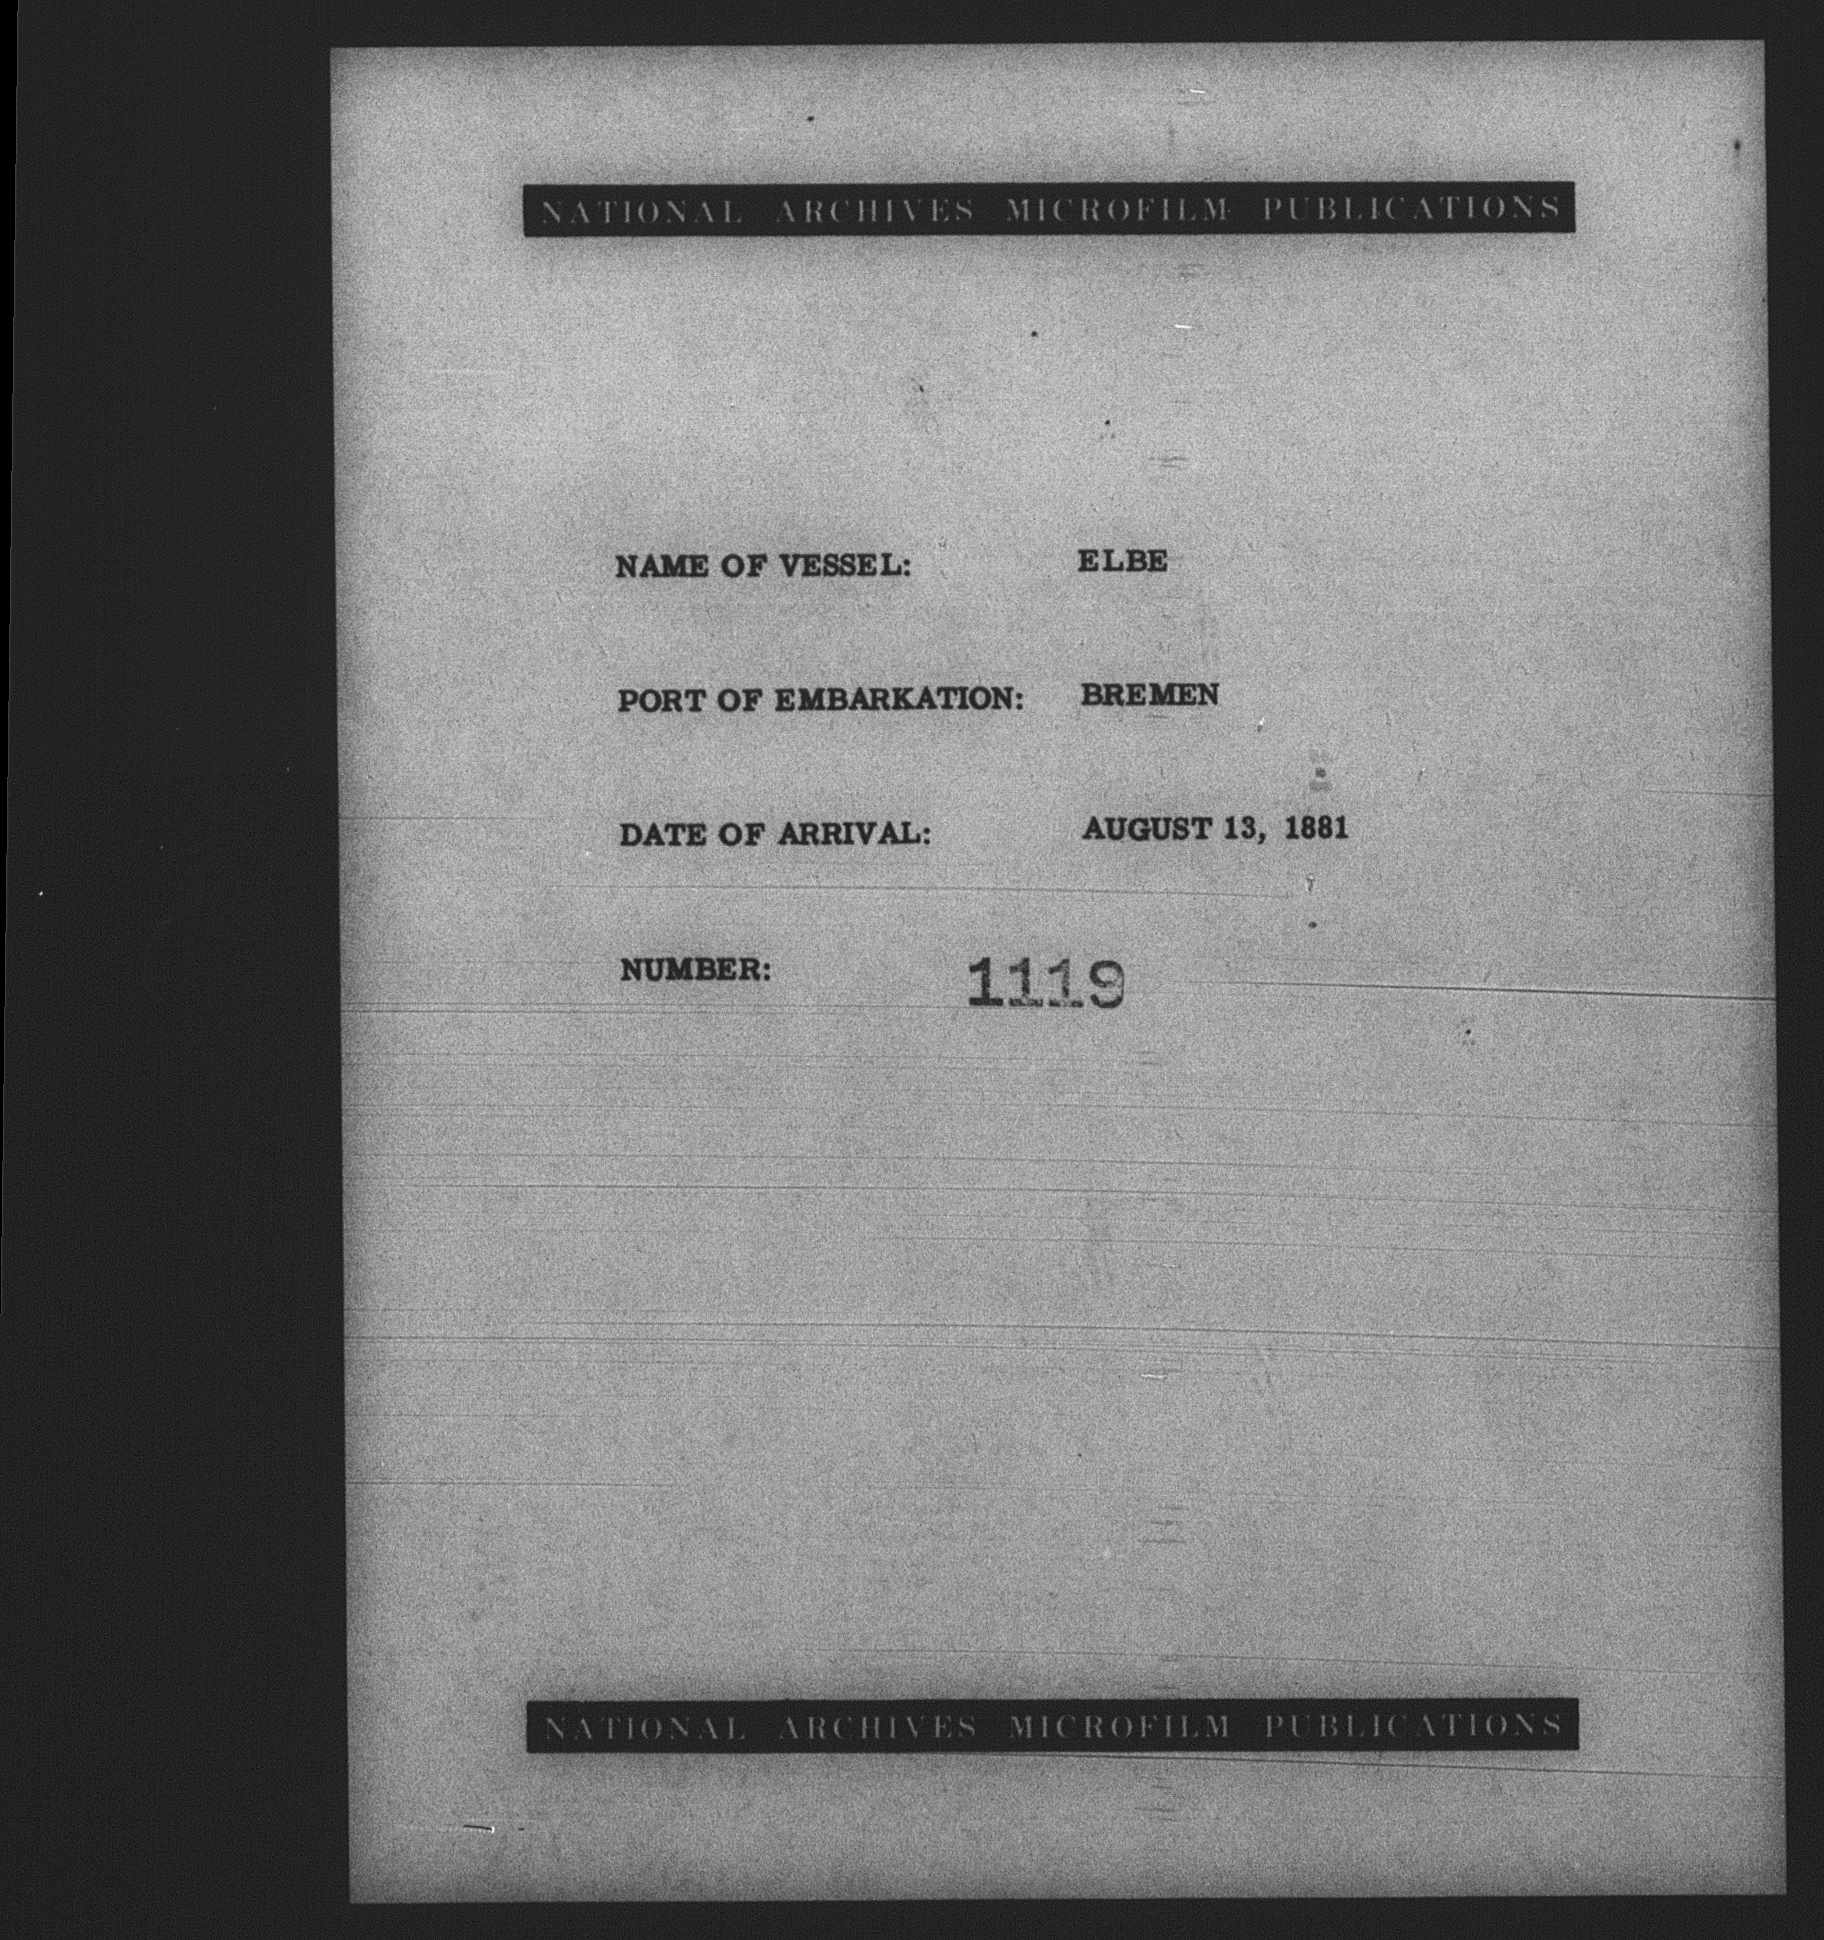 NATIONAL ARCHIVES MICROFILM PUBLICATIONS
NAME OF VESSEL: ELBE
PORT OF EMBARKATION: BREMEN
DATE OF ARRIVAL: AUGUST 13, 1881
NUMBER: 1119
NATIONAL ARCHIVES MICROFILM PUBLICATIONS